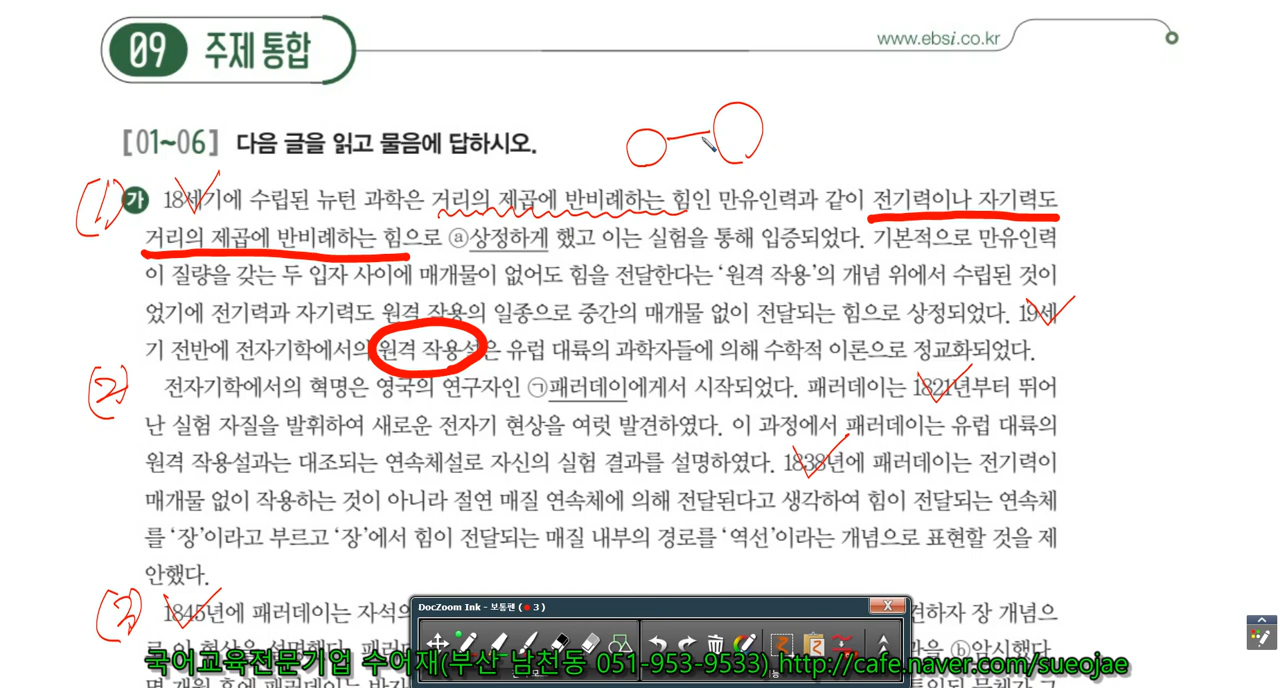 09 주제 통합
www.ebsi.co.kr
[01~06] 다음 글을 읽고 물음에 답하시오.
(1) 가 18세기에 수립된 뉴턴 과학은 거리의 제곱에 반비례하는 힘인 만유인력과 같이 전기력이나 자기력도
거리의 제곱에 반비례하는 힘으로 ⓐ상정하게 했고 이는 실험을 통해 입증되었다. 기본적으로 만유인력
이 질량을 갖는 두 입자 사이에 매개물이 없어도 힘을 전달한다는 ‘원격 작용’의 개념 위에서 수립된 것이
었기에 전기력과 자기력도 원격 작용의 일종으로 중간의 매개물 없이 전달되는 힘으로 상정되었다. 19세
기 전반에 전자기학에서의 원격 작용설은 유럽 대륙의 과학자들에 의해 수학적 이론으로 정교화되었다.
(2) 전자기학에서의 혁명은 영국의 연구자인 ㉠패러데이에게서 시작되었다. 패러데이는 1821년부터 뛰어
난 실험 자질을 발휘하여 새로운 전자기 현상을 여럿 발견하였다. 이 과정에서 패러데이는 유럽 대륙의
원격 작용설과는 대조되는 연속체설로 자신의 실험 결과를 설명하였다. 1838년에 패러데이는 전기력이
매개물 없이 작용하는 것이 아니라 절연 매질 연속체에 의해 전달된다고 생각하여 힘이 전달되는 연속체
를 ‘장’이라고 부르고 ‘장’에서 힘이 전달되는 매질 내부의 경로를 ‘역선’이라는 개념으로 표현할 것을 제
안했다.
(3) 1845년에 패러데이는 자석의 견하자 장 개념으
DocZoom Ink - 보통펜 (3)
ⓑ암시했다
국어교육전문기업 수어재(부산 남천동 051-953-9533) http://cafe.naver.com/sueojae